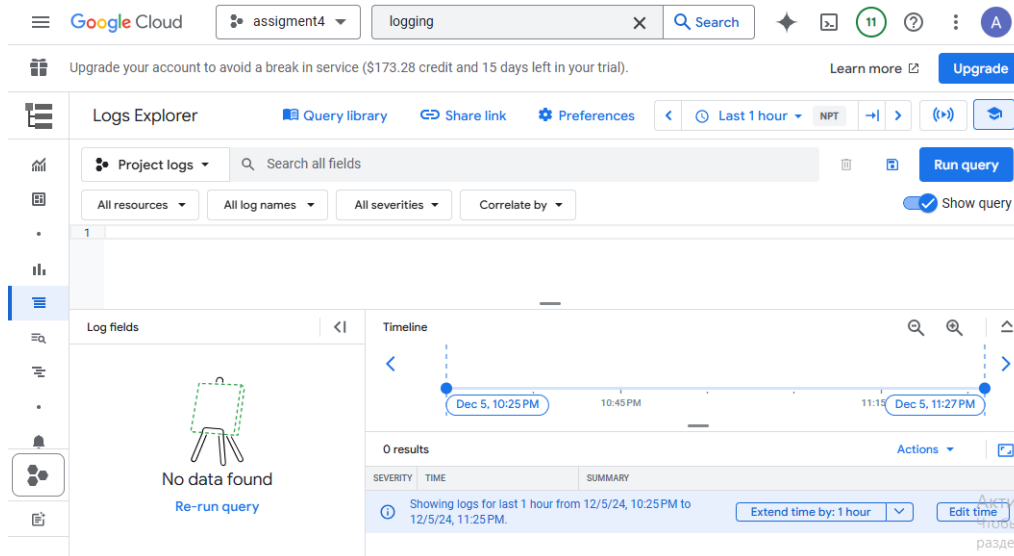 Google Cloud
assigment4
logging
Search
11
A
Upgrade your account to avoid a break in service ($173.28 credit and 15 days left in your trial).
Learn more
Upgrade
Logs Explorer
Query library
Share link
Preferences
Last 1 hour
NPT
Project logs
Search all fields
Run query
All resources
All log names
All severities
Correlate by
Show query
1
Log fields
Timeline
Dec 5, 10:25 PM
10:45 PM
11:15
Dec 5, 11:27 PM
No data found
Re-run query
0 results
Actions
SEVERITY
TIME
SUMMARY
Showing logs for last 1 hour from 12/5/24, 10:25 PM to
12/5/24, 11:25 PM.
Extend time by: 1 hour
Edit time